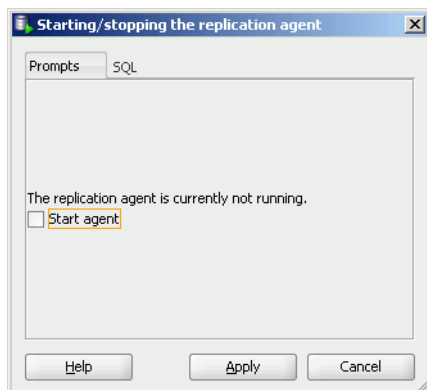 Starting/stopping the replication agent
Prompts SQL
The replication agent is currently not running.
Start agent
Help Apply Cancel